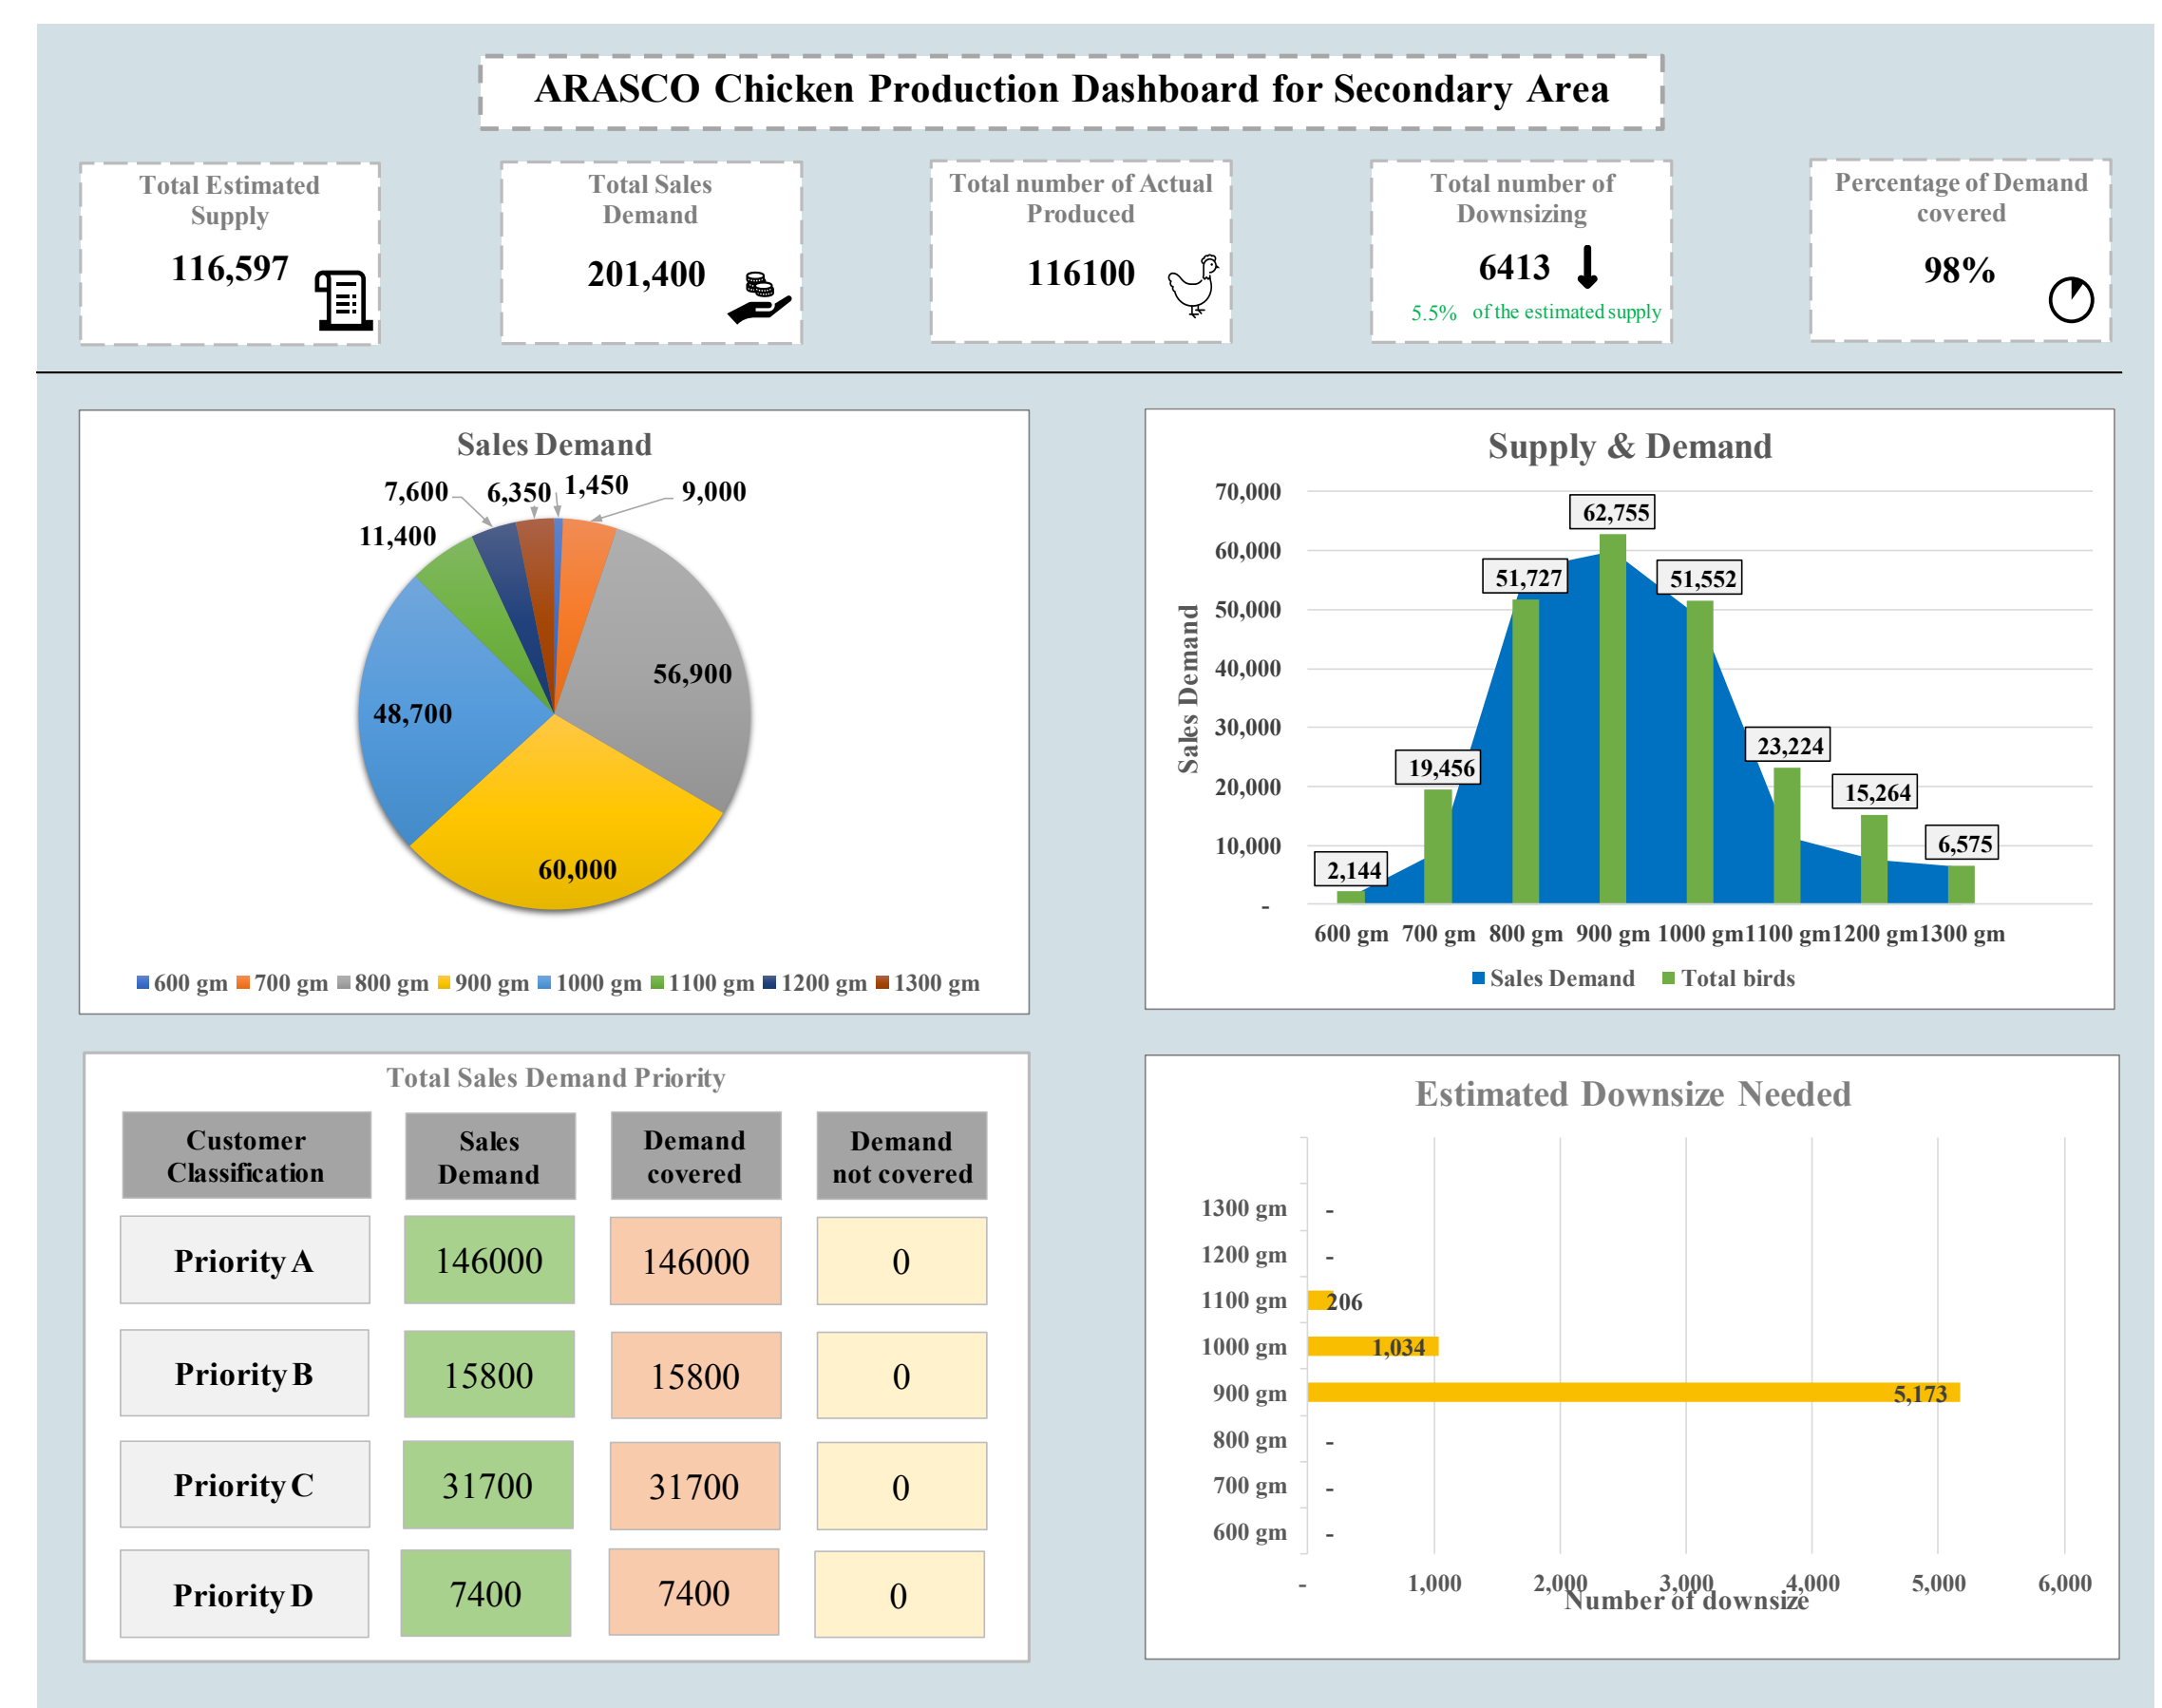 ARASCO Chicken Production Dashboard for Secondary Area
Total Estimated
Supply
116,597
Total Sales
Demand
201,400
Total number of Actual
Produced
116100
Total number of
Downsizing
6413
5.5% of the estimated supply
Percentage of Demand
covered
98%
Sales Demand
7,600
6,350
1,450
9,000
11,400
56,900
48,700
60,000
600 gm 700 gm 800 gm 900 gm 1000 gm 1100 gm 1200 gm 1300 gm
Supply & Demand
Sales Demand
70,000
60,000
50,000
40,000
30,000
20,000
10,000
-
2,144
19,456
51,727
62,755
51,552
23,224
15,264
6,575
600 gm 700 gm 800 gm 900 gm 1000 gm 1100 gm 1200 gm 1300 gm
Sales Demand Total birds
Total Sales Demand Priority
Customer
Classification
Sales
Demand
Demand
covered
Demand
not covered
Priority A 146000 146000 0
Priority B 15800 15800 0
Priority C 31700 31700 0
Priority D 7400 7400 0
Estimated Downsize Needed
1300 gm -
1200 gm -
1100 gm 206
1000 gm 1,034
900 gm 5,173
800 gm -
700 gm -
600 gm -
- 1,000 2,000 3,000 4,000 5,000 6,000
Number of downsize